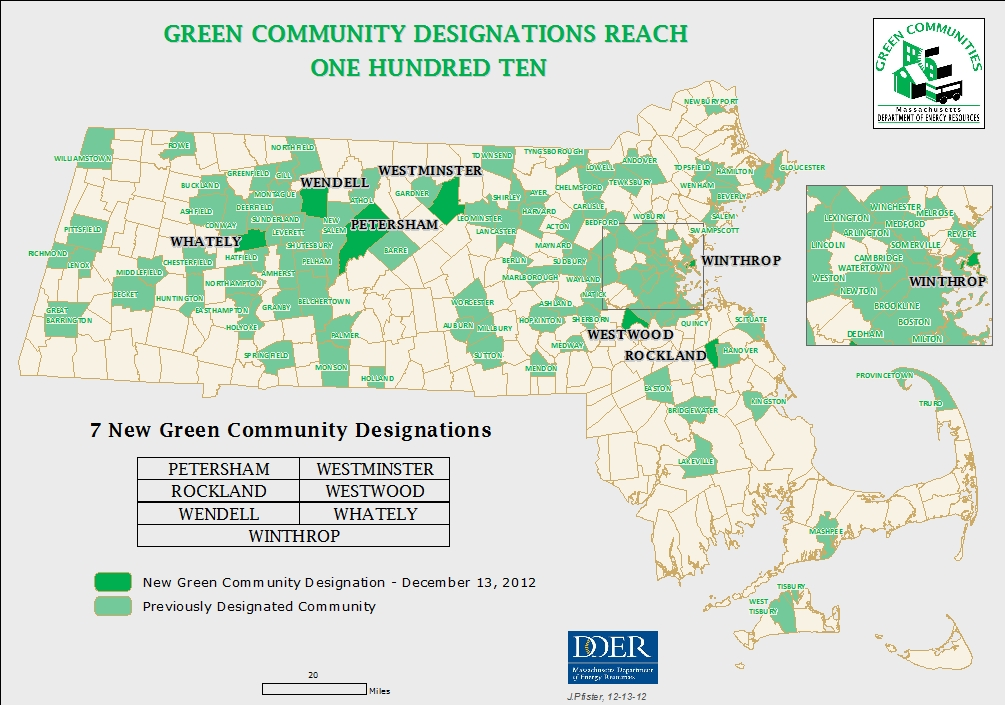 GREEN COMMUNITY DESIGNATIONS REACH
ONE HUNDRED TEN
GREEN COMMUNITIES
Massachusetts
DEPARTMENT OF ENERGY RESOURCES
NEWBURYPORT
WILLIAMSTOWN
ROWE
NORTHFIELD
TOWNSEND
TYNGSBOROUGH
LOWELL
ANDOVER
TOPSFIELD
HAMILTON
GLOUCESTER
GREENFIELD
GILL
WESTMINSTER
WENDELL
BUCKLAND
MONTAGUE
ATHOL
GARDNER
SHIRLEY
AYER
CHELMSFORD
TEWKSBURY
WENHAM
BEVERLY
ASHFIELD
DEERFIELD
SUNDERLAND
CONWAY
LEVERETT
NEW
SALEM
PETERSHAM
LEOMINSTER
LANCASTER
HARVARD
CARLISLE
ACTON
BEDFORD
WOBURN
SALEM
SWAMPSCOTT
PITTSFIELD
WHATELY
SHUTESBURY
BARRE
MAYNARD
RICHMOND
LENOX
MIDDLEFIELD
CHESTERFIELD
HATFIELD
PELHAM
AMHERST
BERLIN
SUDBURY
WINTHROP
MARLBOROUGH
WAYLAND
NORTHAMPTON
BECKET
HUNTINGTON
EASTHAMPTON
GRANBY
BELCHERTOWN
WORCESTER
NATICK
ASHLAND
GREAT
BARRINGTON
HOLYOKE
AUBURN
MILLBURY
HOPKINTON
SHERBORN
QUINCY
SCITUATE
PALMER
WESTWOOD
MEDWAY
SPRINGFIELD
SUTTON
ROCKLAND
HANOVER
MONSON
HOLLAND
MENDON
EASTON
KINGSTON
BRIDGEWATER
LAKEVILLE
PROVINCETOWN
TRURO
MASHPEE
TISBURY
WEST
TISBURY
WINCHESTER
MELROSE
LEXINGTON
MEDFORD
ARLINGTON
REVERE
LINCOLN
SOMERVILLE
CAMBRIDGE
WATERTOWN
WESTON
WINTHROP
NEWTON
BROOKLINE
BOSTON
DEDHAM
MILTON
7 New Green Community Designations
PETERSHAM WESTMINSTER
ROCKLAND WESTWOOD
WENDELL WHATELY
WINTHROP
New Green Community Designation - December 13, 2012
Previously Designated Community
20
Miles
DOER
Massachusetts Department
of Energy Resources
J.Pfister, 12-13-12